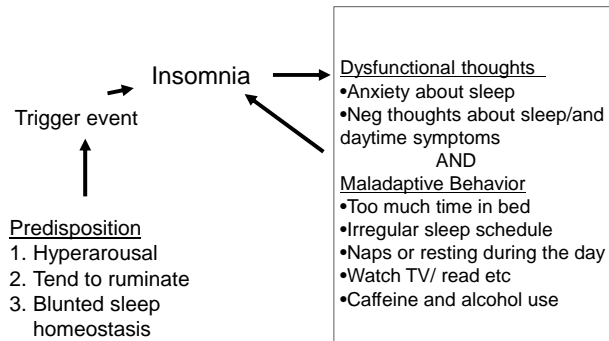 Insomnia
Trigger event
Predisposition
1. Hyperarousal
2. Tend to ruminate
3. Blunted sleep
homeostasis
Dysfunctional thoughts
•Anxiety about sleep
•Neg thoughts about sleep/and
daytime symptoms
AND
Maladaptive Behavior
•Too much time in bed
•Irregular sleep schedule
•Naps or resting during the day
•Watch TV/ read etc
•Caffeine and alcohol use